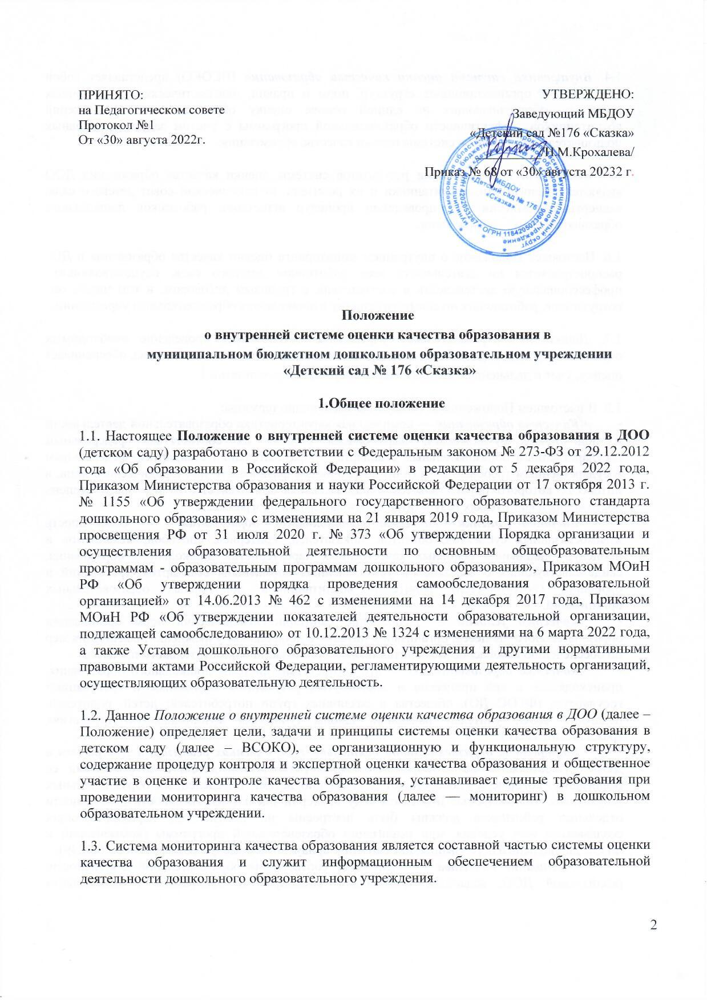 ПРИНЯТО:
на Педагогическом совете
Протокол №1
От «30» августа 2022г.
УТВЕРЖДЕНО:
Заведующий МБДОУ
«Детский сад №176 «Сказка»
/Н.М.Крохалева/
Приказ № 68 от «30» августа 20232 г.
МБДОУ
«Детский сад № 176
«Сказка»
ОГРН 1184205023606
Положение
о внутренней системе оценки качества образования в
муниципальном бюджетном дошкольном образовательном учреждении
«Детский сад № 176 «Сказка»
1.Общее положение
1.1. Настоящее Положение о внутренней системе оценки качества образования в ДОО
(детском саду) разработано в соответствии с Федеральным законом № 273-ФЗ от 29.12.2012
года «Об образовании в Российской Федерации» в редакции от 5 декабря 2022 года,
Приказом Министерства образования и науки Российской Федерации от 17 октября 2013 г.
№ 1155 «Об утверждении федерального государственного образовательного стандарта
дошкольного образования» с изменениями на 21 января 2019 года, Приказом Министерства
просвещения РФ от 31 июля 2020 г. № 373 «Об утверждении Порядка организации и
осуществления образовательной деятельности по основным общеобразовательным
программам - образовательным программам дошкольного образования», Приказом МОиН
РФ «Об утверждении порядка проведения самообследования образовательной
организацией» от 14.06.2013 № 462 с изменениями на 14 декабря 2017 года, Приказом
МОиН РФ «Об утверждении показателей деятельности образовательной организации,
подлежащей самообследованию» от 10.12.2013 № 1324 с изменениями на 6 марта 2022 года,
а также Уставом дошкольного образовательного учреждения и другими нормативными
правовыми актами Российской Федерации, регламентирующими деятельность организаций,
осуществляющих образовательную деятельность.
1.2. Данное Положение о внутренней системе оценки качества образования в ДОО (далее –
Положение) определяет цели, задачи и принципы системы оценки качества образования в
детском саду (далее – ВСОКО), ее организационную и функциональную структуру,
содержание процедур контроля и экспертной оценки качества образования и общественное
участие в оценке и контроле качества образования, устанавливает единые требования при
проведении мониторинга качества образования (далее — мониторинг) в дошкольном
образовательном учреждении.
1.3. Система мониторинга качества образования является составной частью системы оценки
качества образования и служит информационным обеспечением образовательной
деятельности дошкольного образовательного учреждения.
2